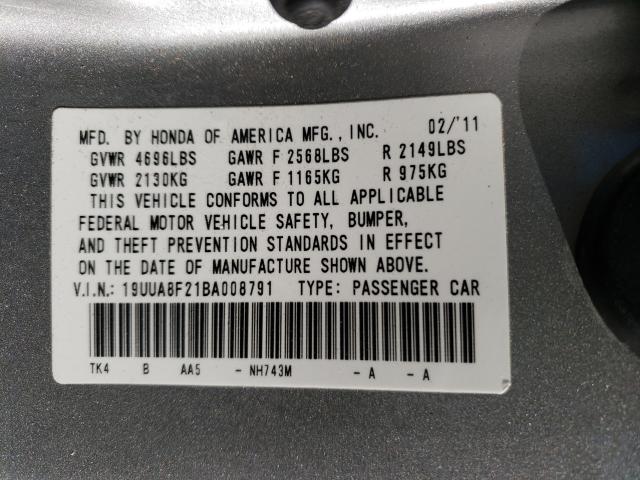 MFD. BY HONDA OF AMERICA MFG., INC. 02/'11
GVWR 4696LBS GAWR F 2568LBS R 2149LBS
GVWR 2130KG GAWR F 1165KG R 975KG
THIS VEHICLE CONFORMS TO ALL APPLICABLE
FEDERAL MOTOR VEHICLE SAFETY, BUMPER,
AND THEFT PREVENTION STANDARDS IN EFFECT
ON THE DATE OF MANUFACTURE SHOWN ABOVE.
V.I.N.: 19UUA8F21BA008791 TYPE: PASSENGER CAR
TK4 B AA5 - NH743M - A - A